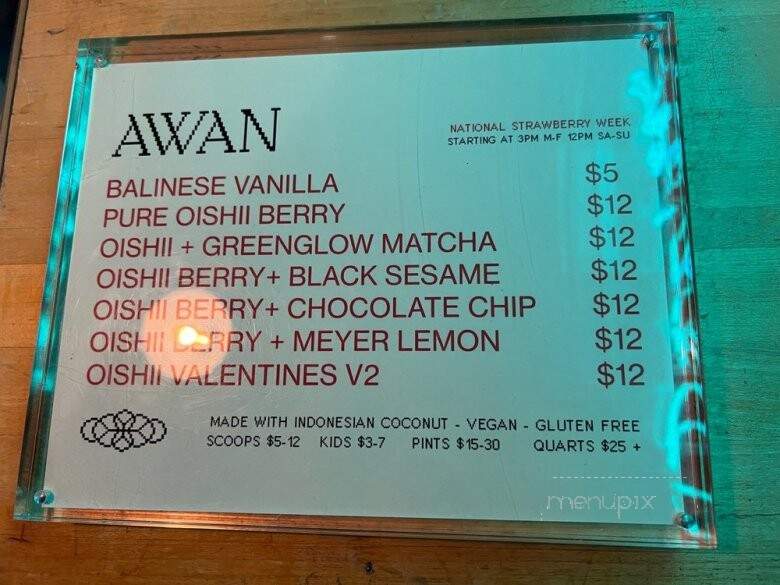 AWAN
NATIONAL STRAWBERRY WEEK
STARTING AT 3PM M-F 12PM SA-SU
BALINESE VANILLA $5
PURE OISHII BERRY $12
OISHII + GREENGLOW MATCHA $12
OISHII BERRY+ BLACK SESAME $12
OISHII BERRY+ CHOCOLATE CHIP $12
OISHII BERRY + MEYER LEMON $12
OISHII VALENTINES V2 $12
MADE WITH INDONESIAN COCONUT - VEGAN - GLUTEN FREE
SCOOPS $5-12 KIDS $3-7 PINTS $15-30 QUARTS $25 +
menupix